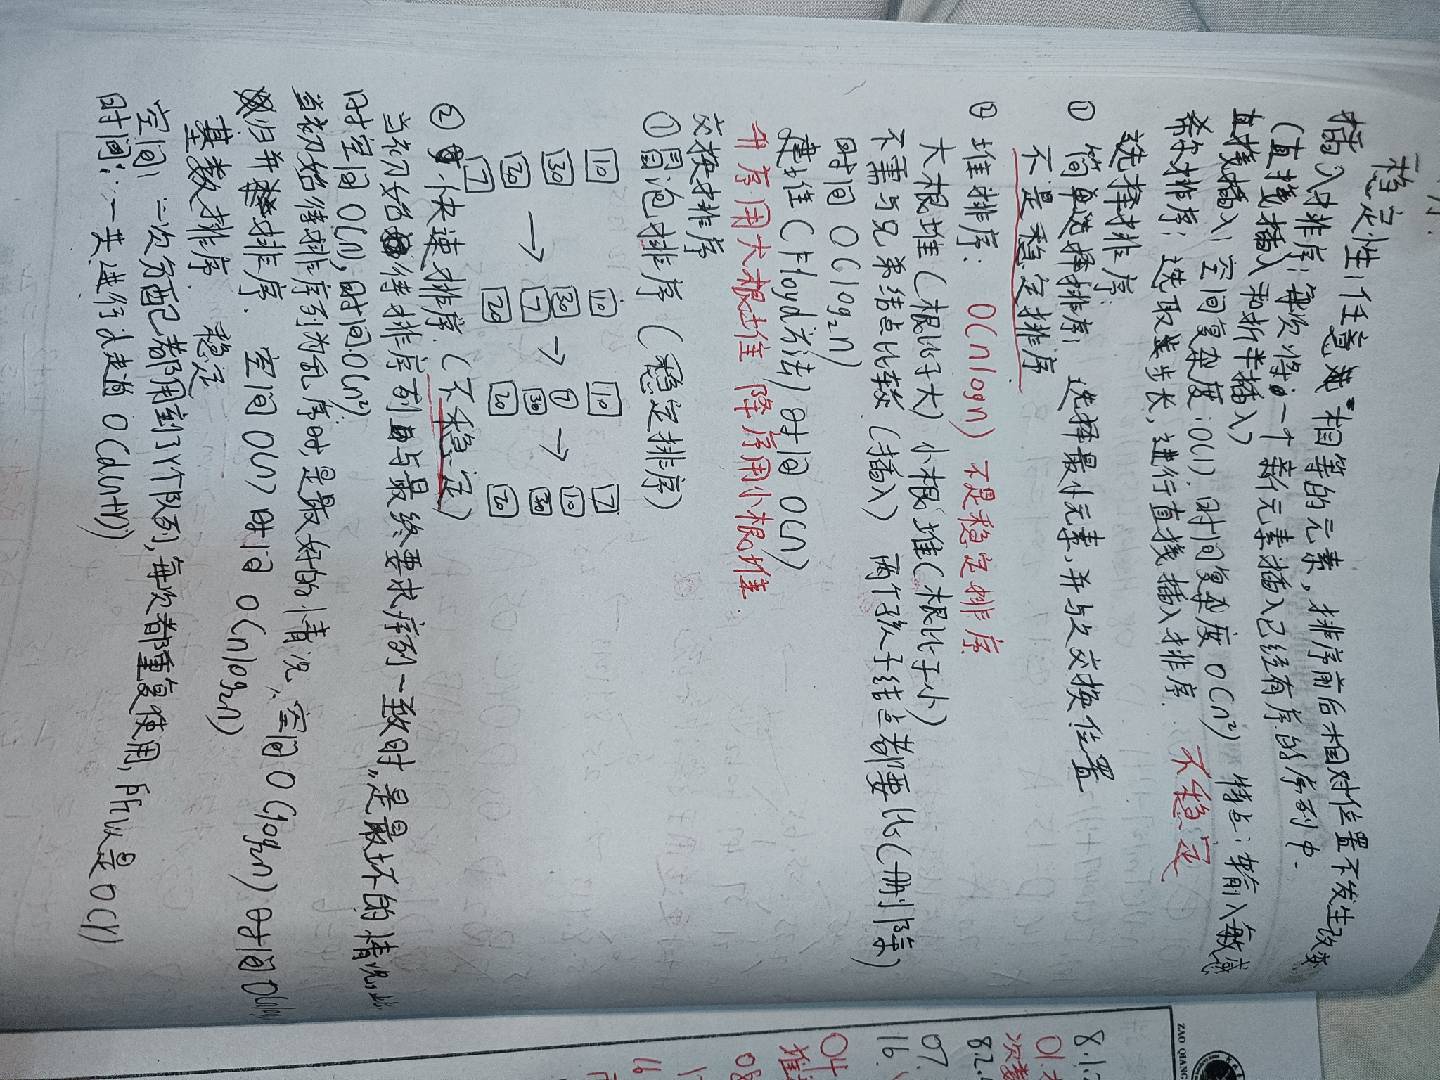 序:
稳定性:任意 相等的元素,排序前后相对位置不发生改变
插入排序:每次将一个新元素插入已经有序的序列中.
(直接插入和折半插入)
直接插入:空间复杂度:O(1).时间复杂度 O(n²) 特点:输入敏感
希尔排序:选取步长,进行直接插入排序. 不稳定
选择排序:
① 简单选择排序:选择最小元素,并与之交换位置
不是稳定排序
② 堆排序: O(nlogn) 不是稳定排序
大根堆(根比子大) 小根堆(根比子小)
不需与兄弟结点比较(插入) 两个孩子结点都要比(删除)
时间 O(log₂n)
建堆(Floyd方法)时间 O(n)
升序用大根堆 降序用小根堆
交换排序
①冒泡排序(稳定排序)
10 10 10 7
30 30 7 10
20 → 7 → 30 → 30
7 20 20 20
② 快速排序.(不稳定)
当初始待排序列与最终要求序列一致时,是最坏的情况,此
时空间 O(n),时间O(n²).
当初始待排序列为乱序时,是最好的情况,空间 O(log₂n) 时间 O(nlog
归并排序. 空间 O(n) 时间 O(nlog₂n)
基数排序. 稳定
空间:一次分配都用到了r个队列,每次都重复使用,所以是O(r)
时间:一共进行d趟 O(d(n+r))
ZAO QIANG
8.1.2
01.
次数
8.2.
07.
16.
04
堆
08
1
16